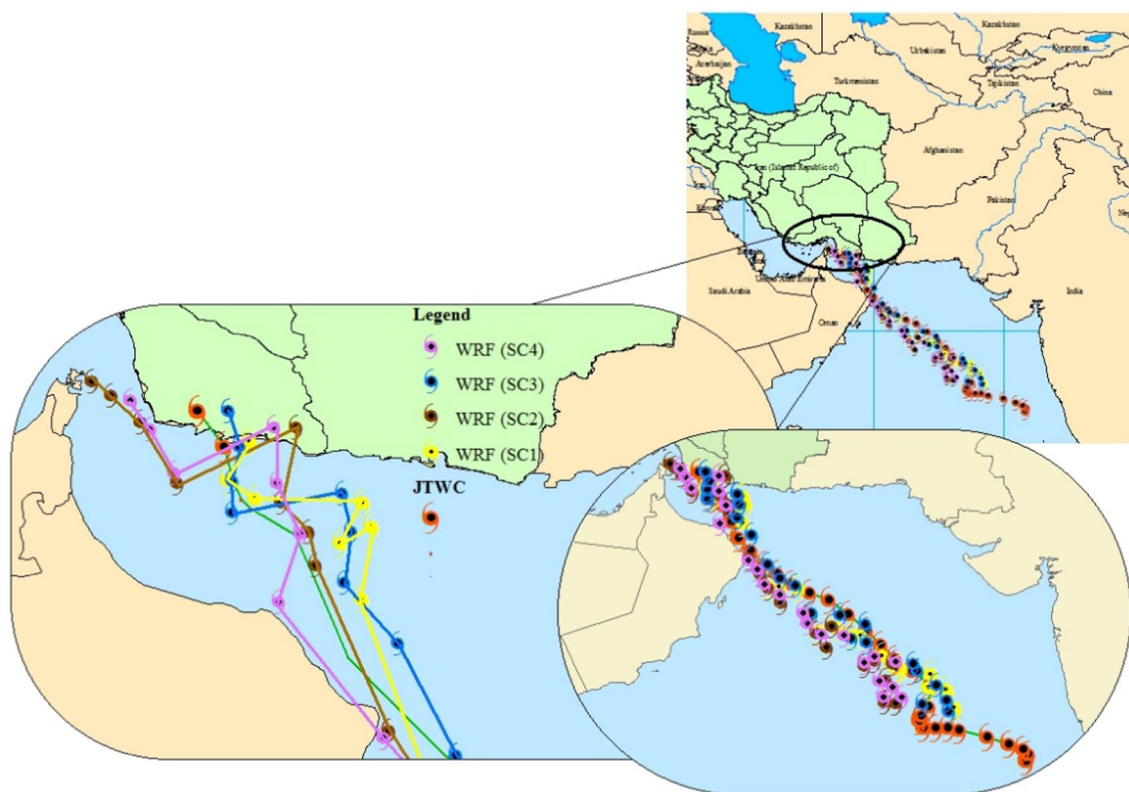 Kazakhstan
Kazakhstan
Russia
Georgia
Uzbekistan
Kyrgyzstan
Azerbaijan
Turkmenistan
Tajikistan
China
Afghanistan
Iran (Islamic Republic of)
Pakistan
United Arab Emirates
Saudi Arabia
India
Oman
Legend
WRF (SC4)
WRF (SC3)
WRF (SC2)
WRF (SC1)
JTWC